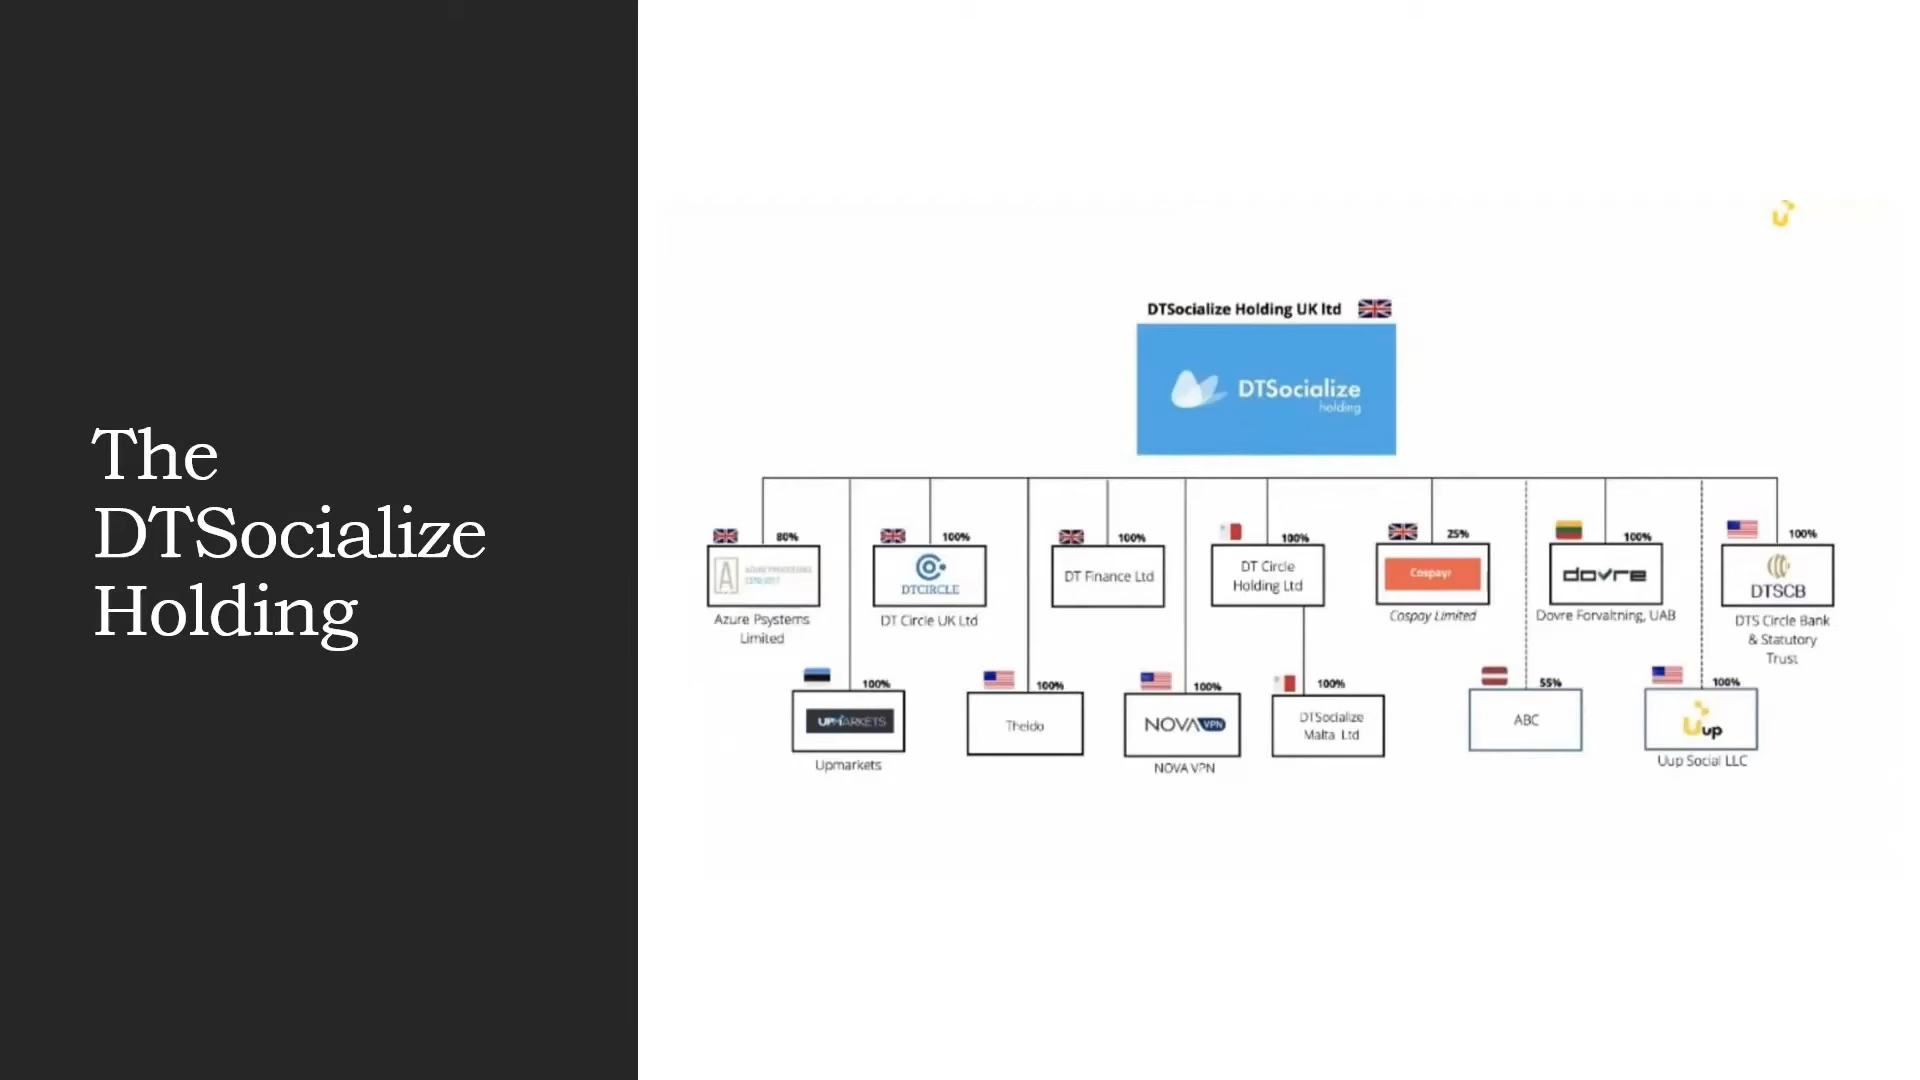 The
DTSocialize
Holding
DTSocialize Holding UK ltd
DTSocialize
holding
80%
100%
100%
100%
25%
100%
100%
DTCIRCLE
DT Finance Ltd
DT Circle
Holding Ltd
Cospayr
dovre
DTSCB
Azure Psystems
Limited
DT Circle UK Ltd
Cospay Limited
Dovre Forvaltning, UAB
DTS Circle Bank
& Statutory
Trust
100%
100%
100%
100%
55%
100%
UPMARKETS
Theido
NOVA VPN
DTSocialize
Malta Ltd
ABC
Uup
Upmarkets
NOVA VPN
Uup Social LLC